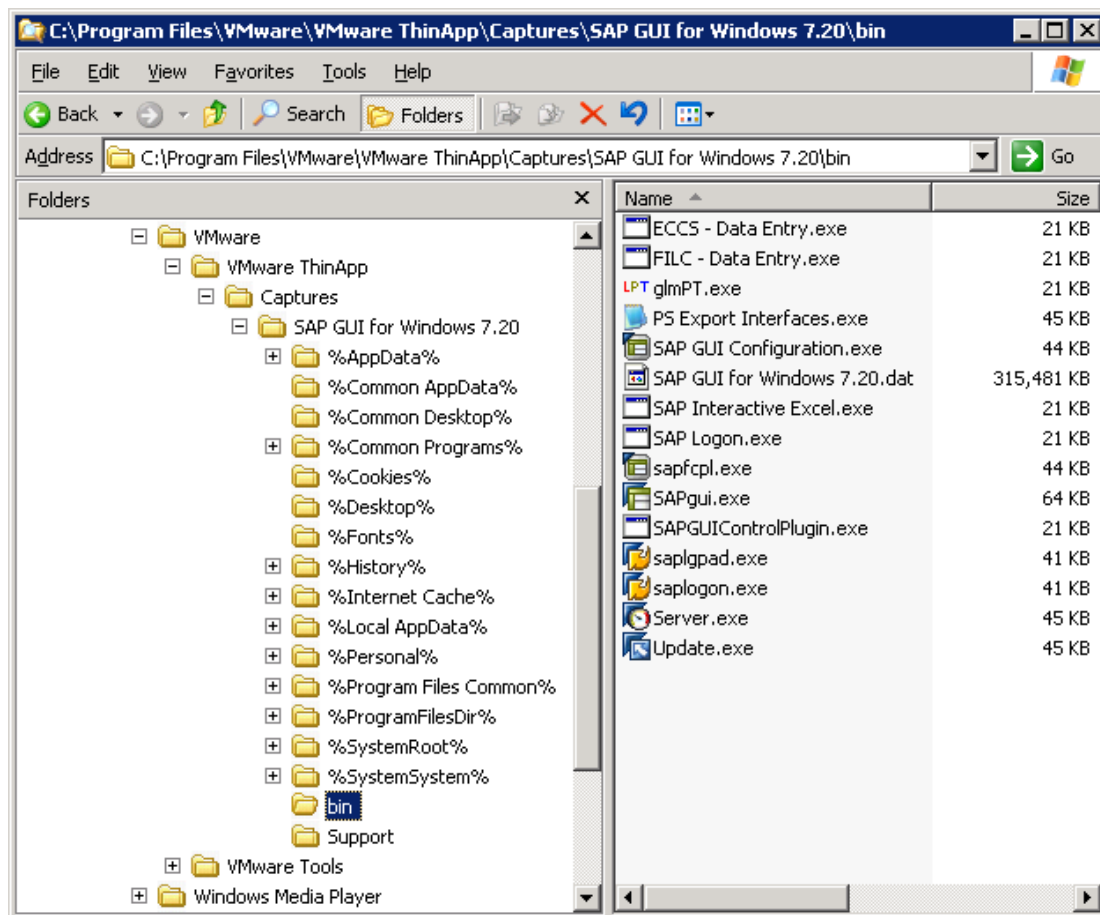 C:\Program Files\VMware\VMware ThinApp\Captures\SAP GUI for Windows 7.20\bin
File Edit View Favorites Tools Help
Back Search Folders
Address C:\Program Files\VMware\VMware ThinApp\Captures\SAP GUI for Windows 7.20\bin Go
Folders
VMware
VMware ThinApp
Captures
SAP GUI for Windows 7.20
%AppData%
%Common AppData%
%Common Desktop%
%Common Programs%
%Cookies%
%Desktop%
%Fonts%
%History%
%Internet Cache%
%Local AppData%
%Personal%
%Program Files Common%
%ProgramFilesDir%
%SystemRoot%
%SystemSystem%
bin
Support
VMware Tools
Windows Media Player
Name Size
ECCS - Data Entry.exe 21 KB
FILC - Data Entry.exe 21 KB
LPT glmPT.exe 21 KB
PS Export Interfaces.exe 45 KB
SAP GUI Configuration.exe 44 KB
SAP GUI for Windows 7.20.dat 315,481 KB
SAP Interactive Excel.exe 21 KB
SAP Logon.exe 21 KB
sapfcpl.exe 44 KB
SAPgui.exe 64 KB
SAPGUIControlPlugin.exe 21 KB
saplgpad.exe 41 KB
saplogon.exe 41 KB
Server.exe 45 KB
Update.exe 45 KB